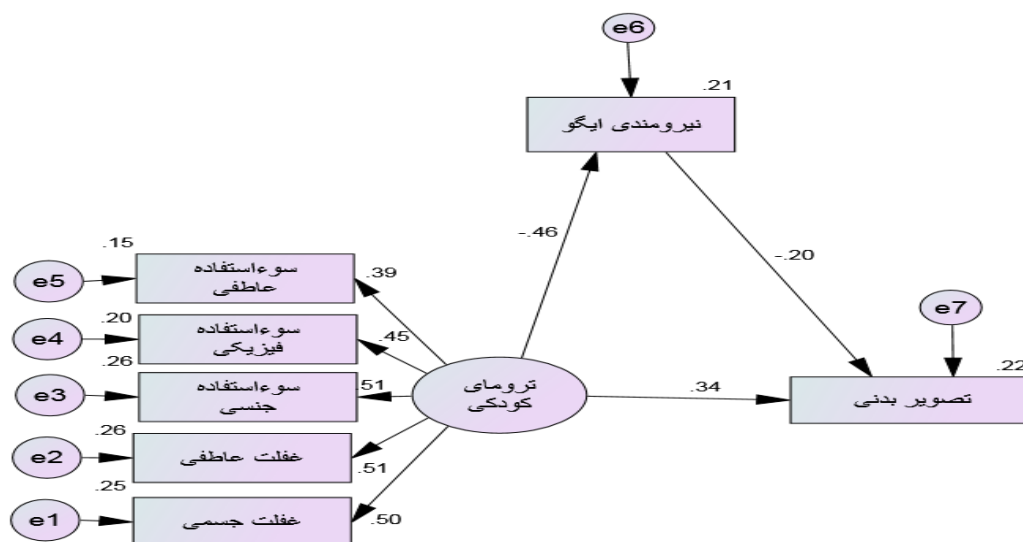 e6
.21
نیرومندی ایگو
-.46
-.20
.15
e5
سوءاستفاده
عاطفی
.39
.20
e4
سوءاستفاده
فیزیکی
.45
.26
e3
سوءاستفاده
جنسی
.51
.26
e2
غفلت عاطفی
.51
.25
e1
غفلت جسمی
.50
ترومای
کودکی
.34
e7
.22
تصویر بدنی